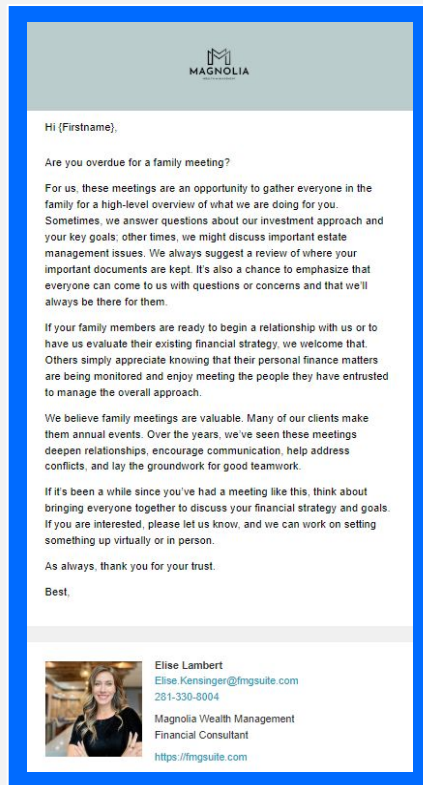 MAGNOLIA
Hi {Firstname},
Are you overdue for a family meeting?
For us, these meetings are an opportunity to gather everyone in the
family for a high-level overview of what we are doing for you.
Sometimes, we answer questions about our investment approach and
your key goals; other times, we might discuss important estate
management issues. We always suggest a review of where your
important documents are kept. It's also a chance to emphasize that
everyone can come to us with questions or concerns and that we'll
always be there for them.
If your family members are ready to begin a relationship with us or to
have us evaluate their existing financial strategy, we welcome that.
Others simply appreciate knowing that their personal finance matters
are being monitored and enjoy meeting the people they have entrusted
to manage the overall approach.
We believe family meetings are valuable. Many of our clients make
them annual events. Over the years, we've seen these meetings
deepen relationships, encourage communication, help address
conflicts, and lay the groundwork for good teamwork.
If it's been a while since you've had a meeting like this, think about
bringing everyone together to discuss your financial strategy and goals.
If you are interested, please let us know, and we can work on setting
something up virtually or in person.
As always, thank you for your trust.
Best,
Elise Lambert
Elise.Kensinger@fmgsuite.com
281-330-8004
Magnolia Wealth Management
Financial Consultant
https://fmgsuite.com